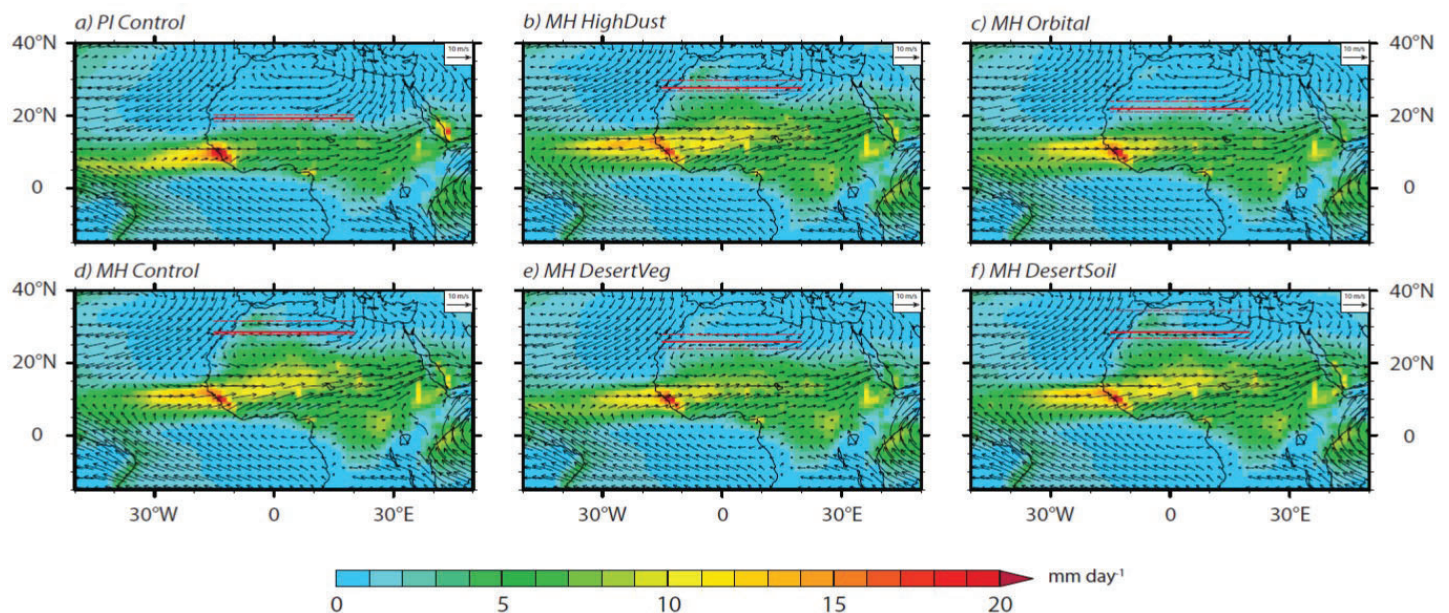 a) PI Control
b) MH HighDust
c) MH Orbital
40°N
10 m/s
10 m/s
10 m/s
40°N
20°N
20°N
0
0
d) MH Control
e) MH DesertVeg
f) MH DesertSoil
40°N
10 m/s
10 m/s
10 m/s
40°N
20°N
20°N
0
0
30°W 0 30°E 30°W 0 30°E 30°W 0 30°E
mm day-1
0 5 10 15 20